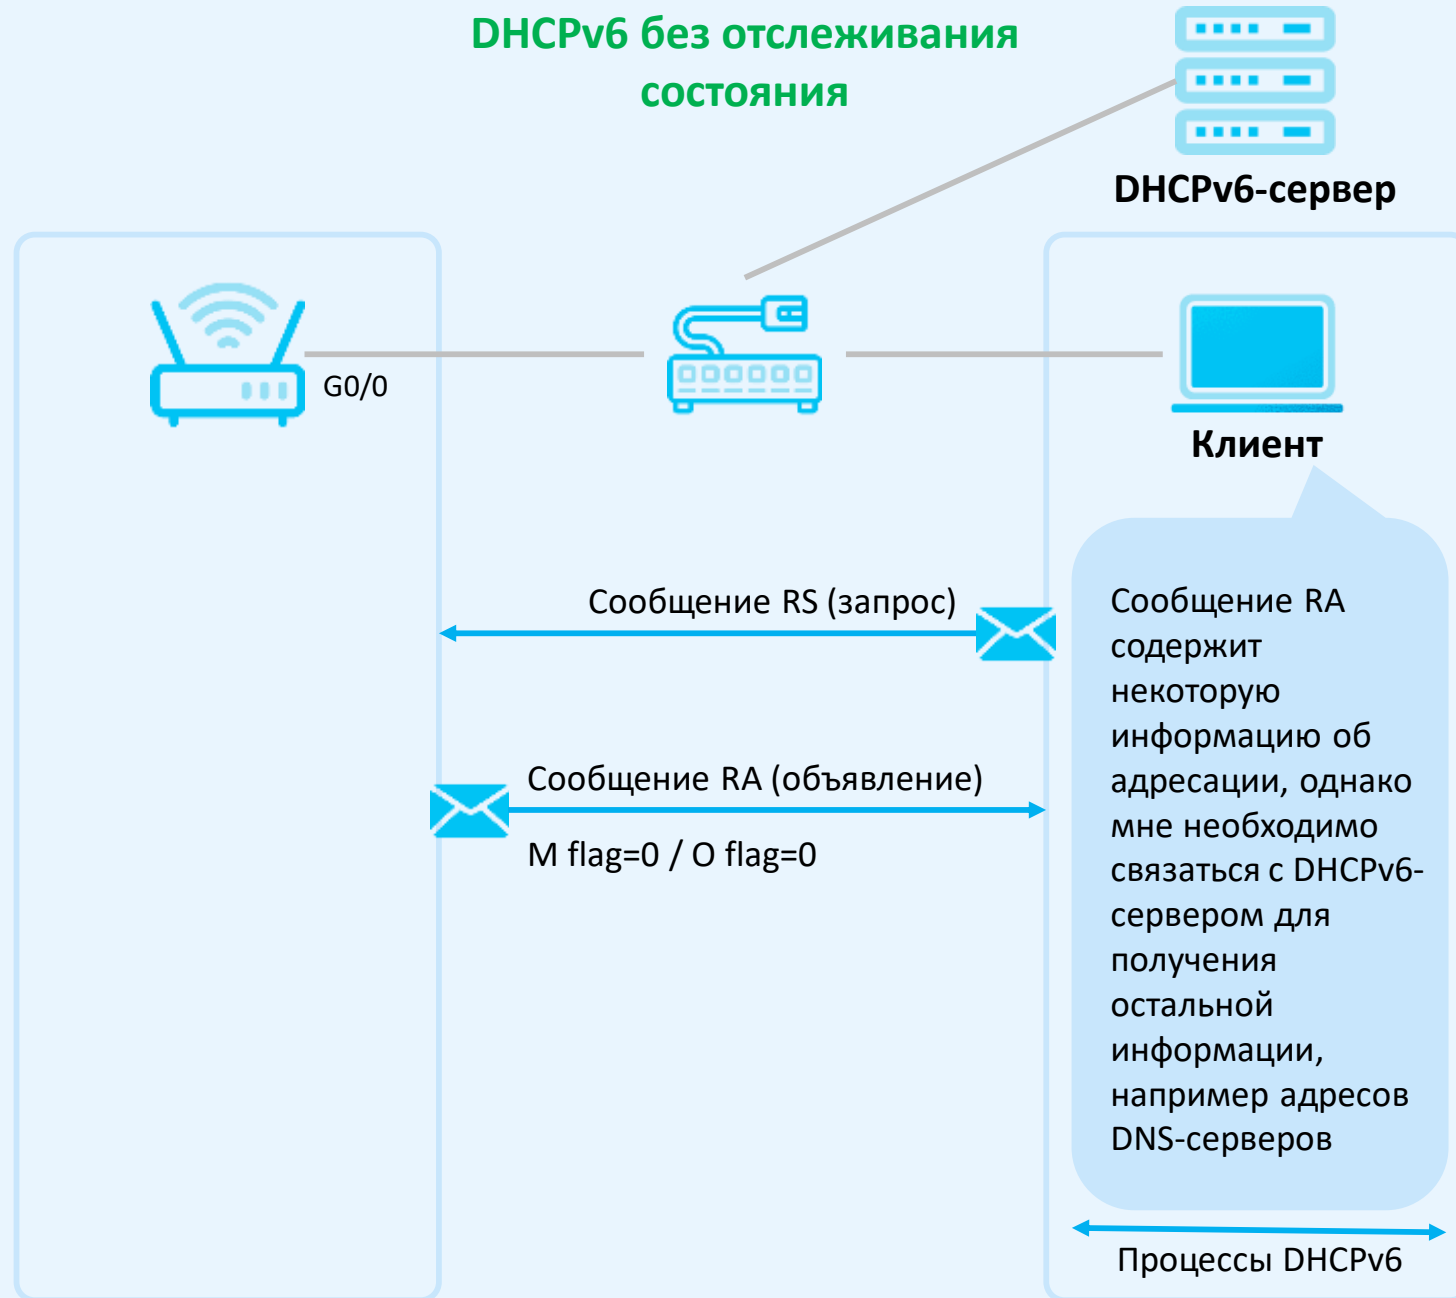 DHCPv6 без отслеживания
состояния
DHCPv6-сервер
G0/0
Клиент
Сообщение RS (запрос)
Сообщение RA (объявление)
M flag=0 / O flag=0
Сообщение RA
содержит
некоторую
информацию об
адресации, однако
мне необходимо
связаться с DHCPv6-
сервером для
получения
остальной
информации,
например адресов
DNS-серверов
Процессы DHCPv6